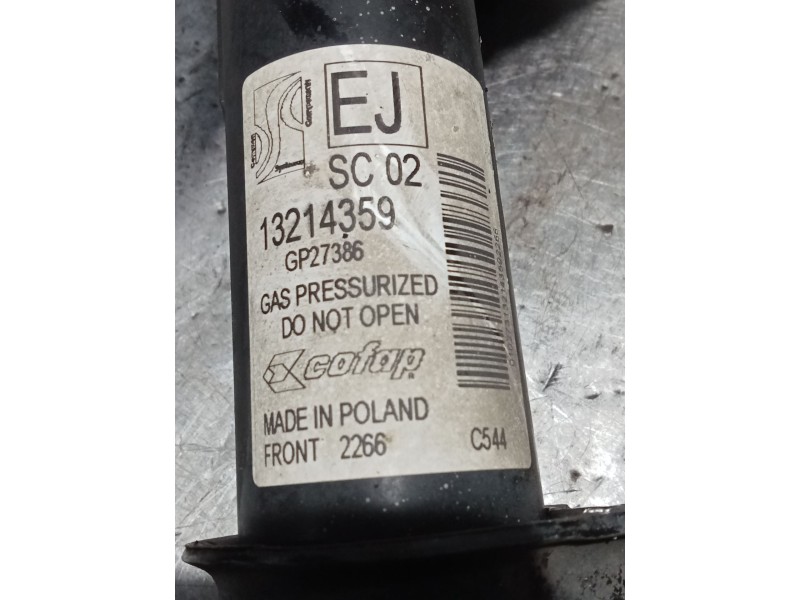 EJ
SC 02
13214359
GP27386
GAS PRESSURIZED
DO NOT OPEN
cofap
MADE IN POLAND
FRONT 2266
C544